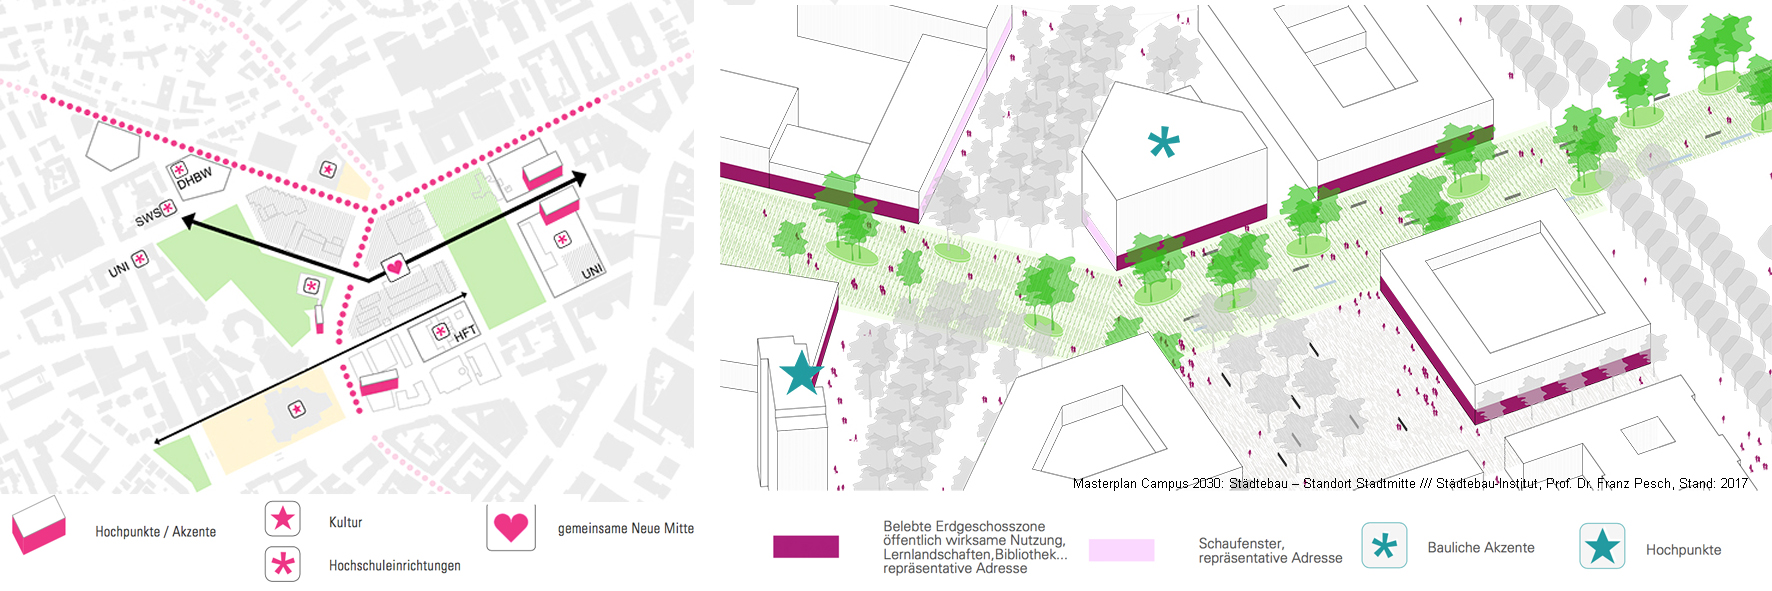 DHBW
SWS
UNI
UNI
HFT
Hochpunkte / Akzente
Kultur
Hochschuleinrichtungen
gemeinsame Neue Mitte
Masterplan Campus 2030: Städtebau – Standort Stadtmitte /// Städtebau-Institut, Prof. Dr. Franz Pesch, Stand: 2017
Belebte Erdgeschosszone
öffentlich wirksame Nutzung,
Lernlandschaften,Bibliothek...
repräsentative Adresse
Schaufenster,
repräsentative Adresse
Bauliche Akzente
Hochpunkte